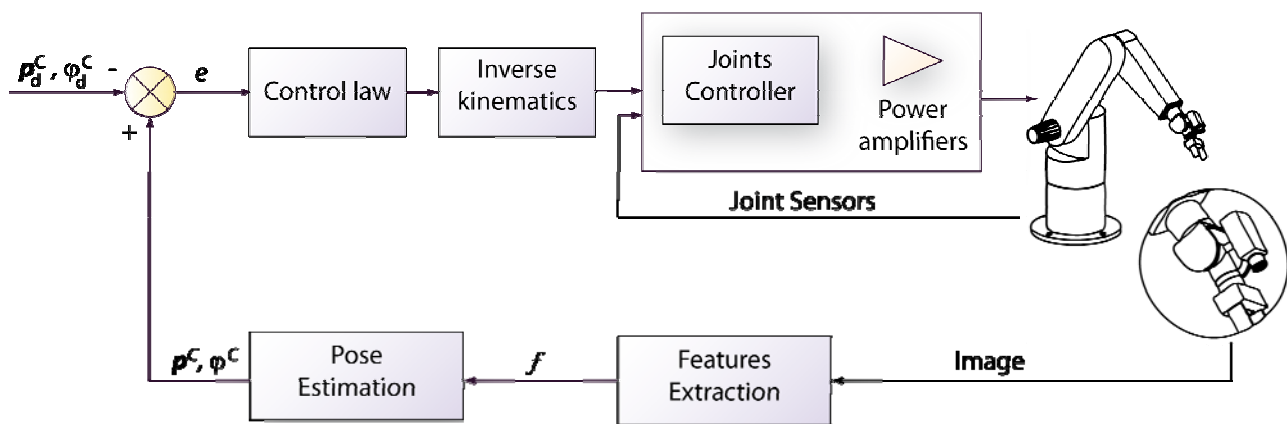 p_d^C, φ_d^C
-
+
e
Control law
Inverse
kinematics
Joints
Controller
Power
amplifiers
Joint Sensors
Image
Features
Extraction
f
Pose
Estimation
p^C, φ^C